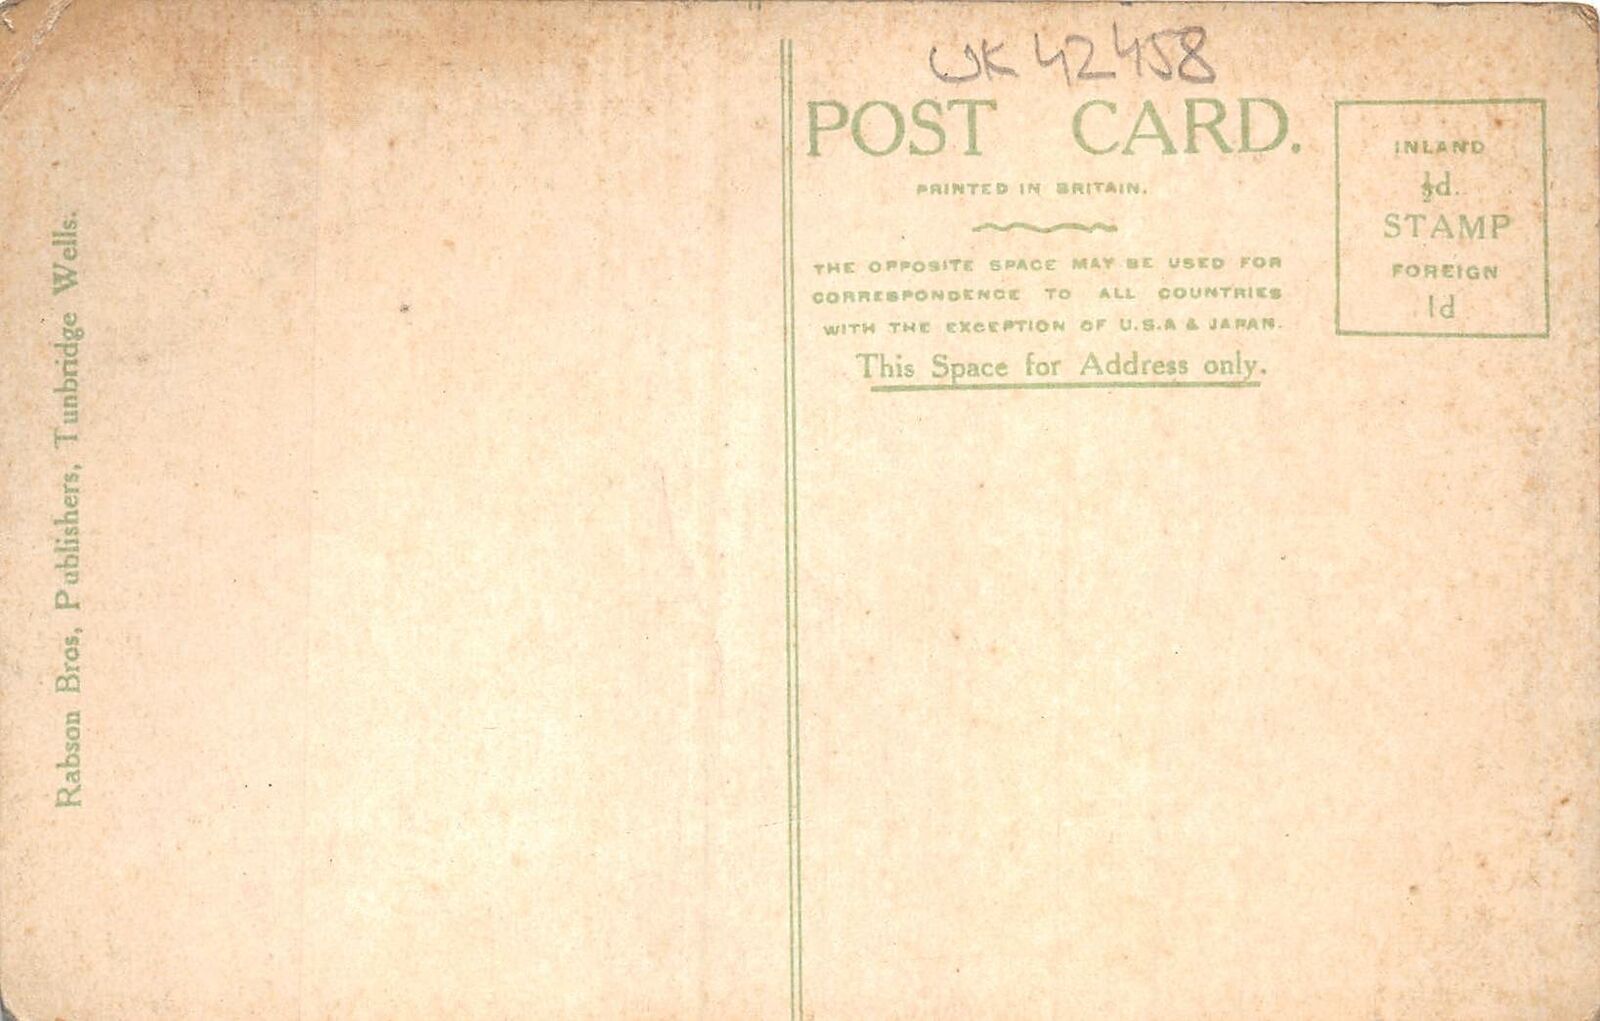 UK 42458
POST CARD.
PRINTED IN BRITAIN.
THE OPPOSITE SPACE MAY BE USED FOR
CORRESPONDENCE TO ALL COUNTRIES
WITH THE EXCEPTION OF U.S.A & JAPAN.
This Space for Address only.
INLAND
½d.
STAMP
FOREIGN
1d
Rabson Bros, Publishers, Tunbridge Wells.